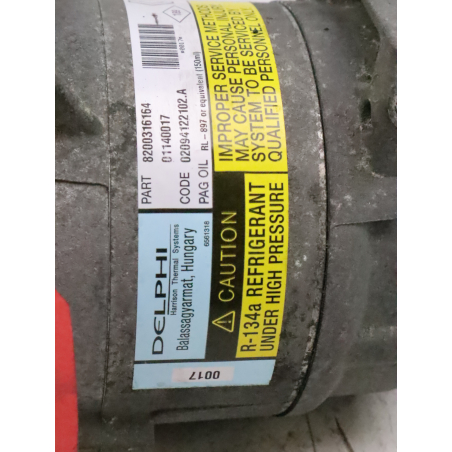 DELPHI
Harrison Thermal Systems
Balassagyarmat, Hungary
6561318
0017
PART 8200316164
01140017
CODE 02094122102.A
PAG OIL RL-897 or equivalent (150ml)
⚠ CAUTION
R-134a REFRIGERANT
UNDER HIGH PRESSURE
IMPROPER SERVICE METHODS
MAY CAUSE PERSONAL INJURY
SYSTEM TO BE SERVICED BY
QUALIFIED PERSONNEL ONLY